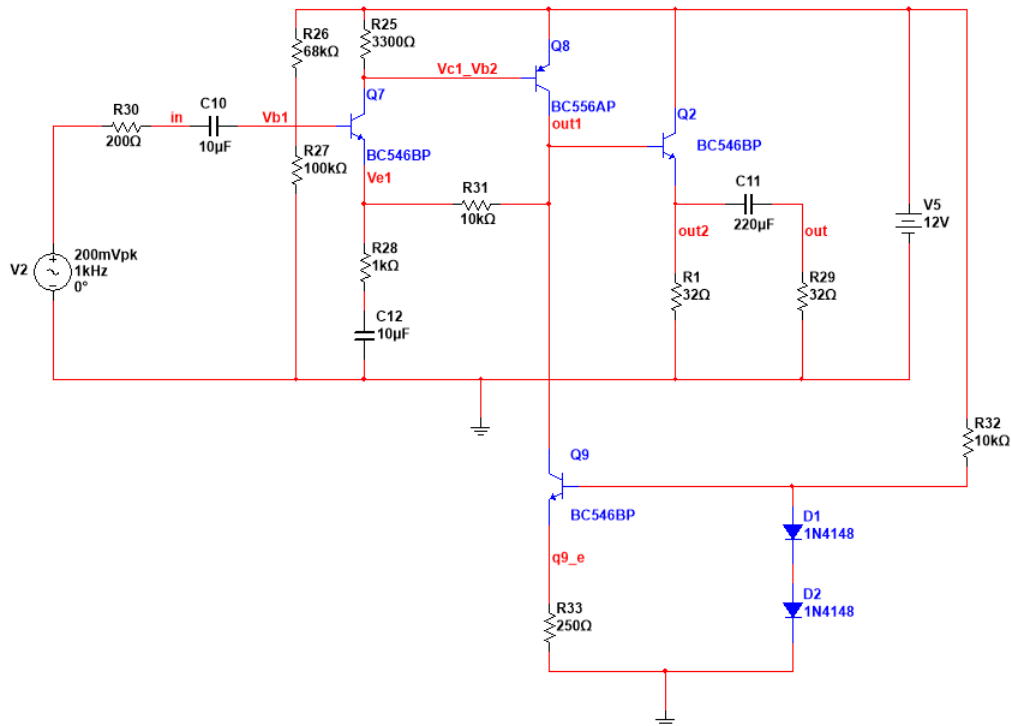 R26
68kΩ
R25
3300Ω
Q8
Vc1_Vb2
Q7
BC556AP
Q2
R30
200Ω
in
C10
10µF
Vb1
out1
R27
100kΩ
BC546BP
BC546BP
Ve1
R31
10kΩ
C11
220µF
V5
12V
out2
out
R28
1kΩ
V2
200mVpk
1kHz
0°
R1
32Ω
R29
32Ω
C12
10µF
R32
10kΩ
Q9
BC546BP
D1
1N4148
q9_e
D2
1N4148
R33
250Ω